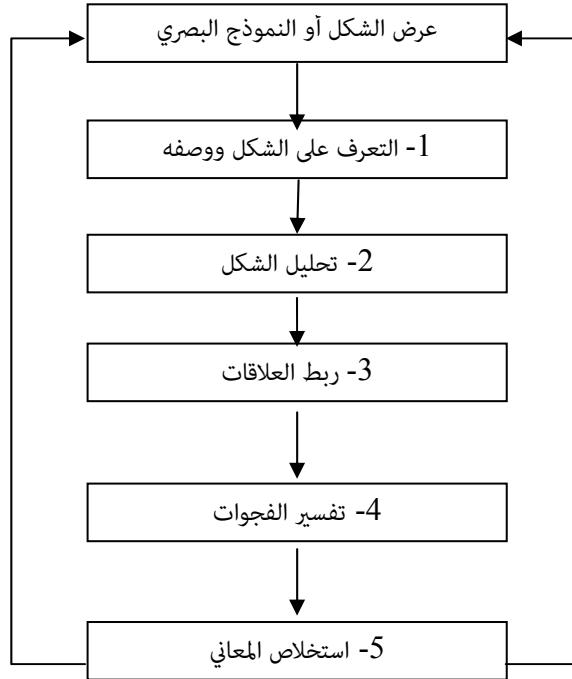 عرض الشكل أو النموذج البصري
1- التعرف على الشكل ووصفه
2- تحليل الشكل
3- ربط العلاقات
4- تفسير الفجوات
5- استخلاص المعاني